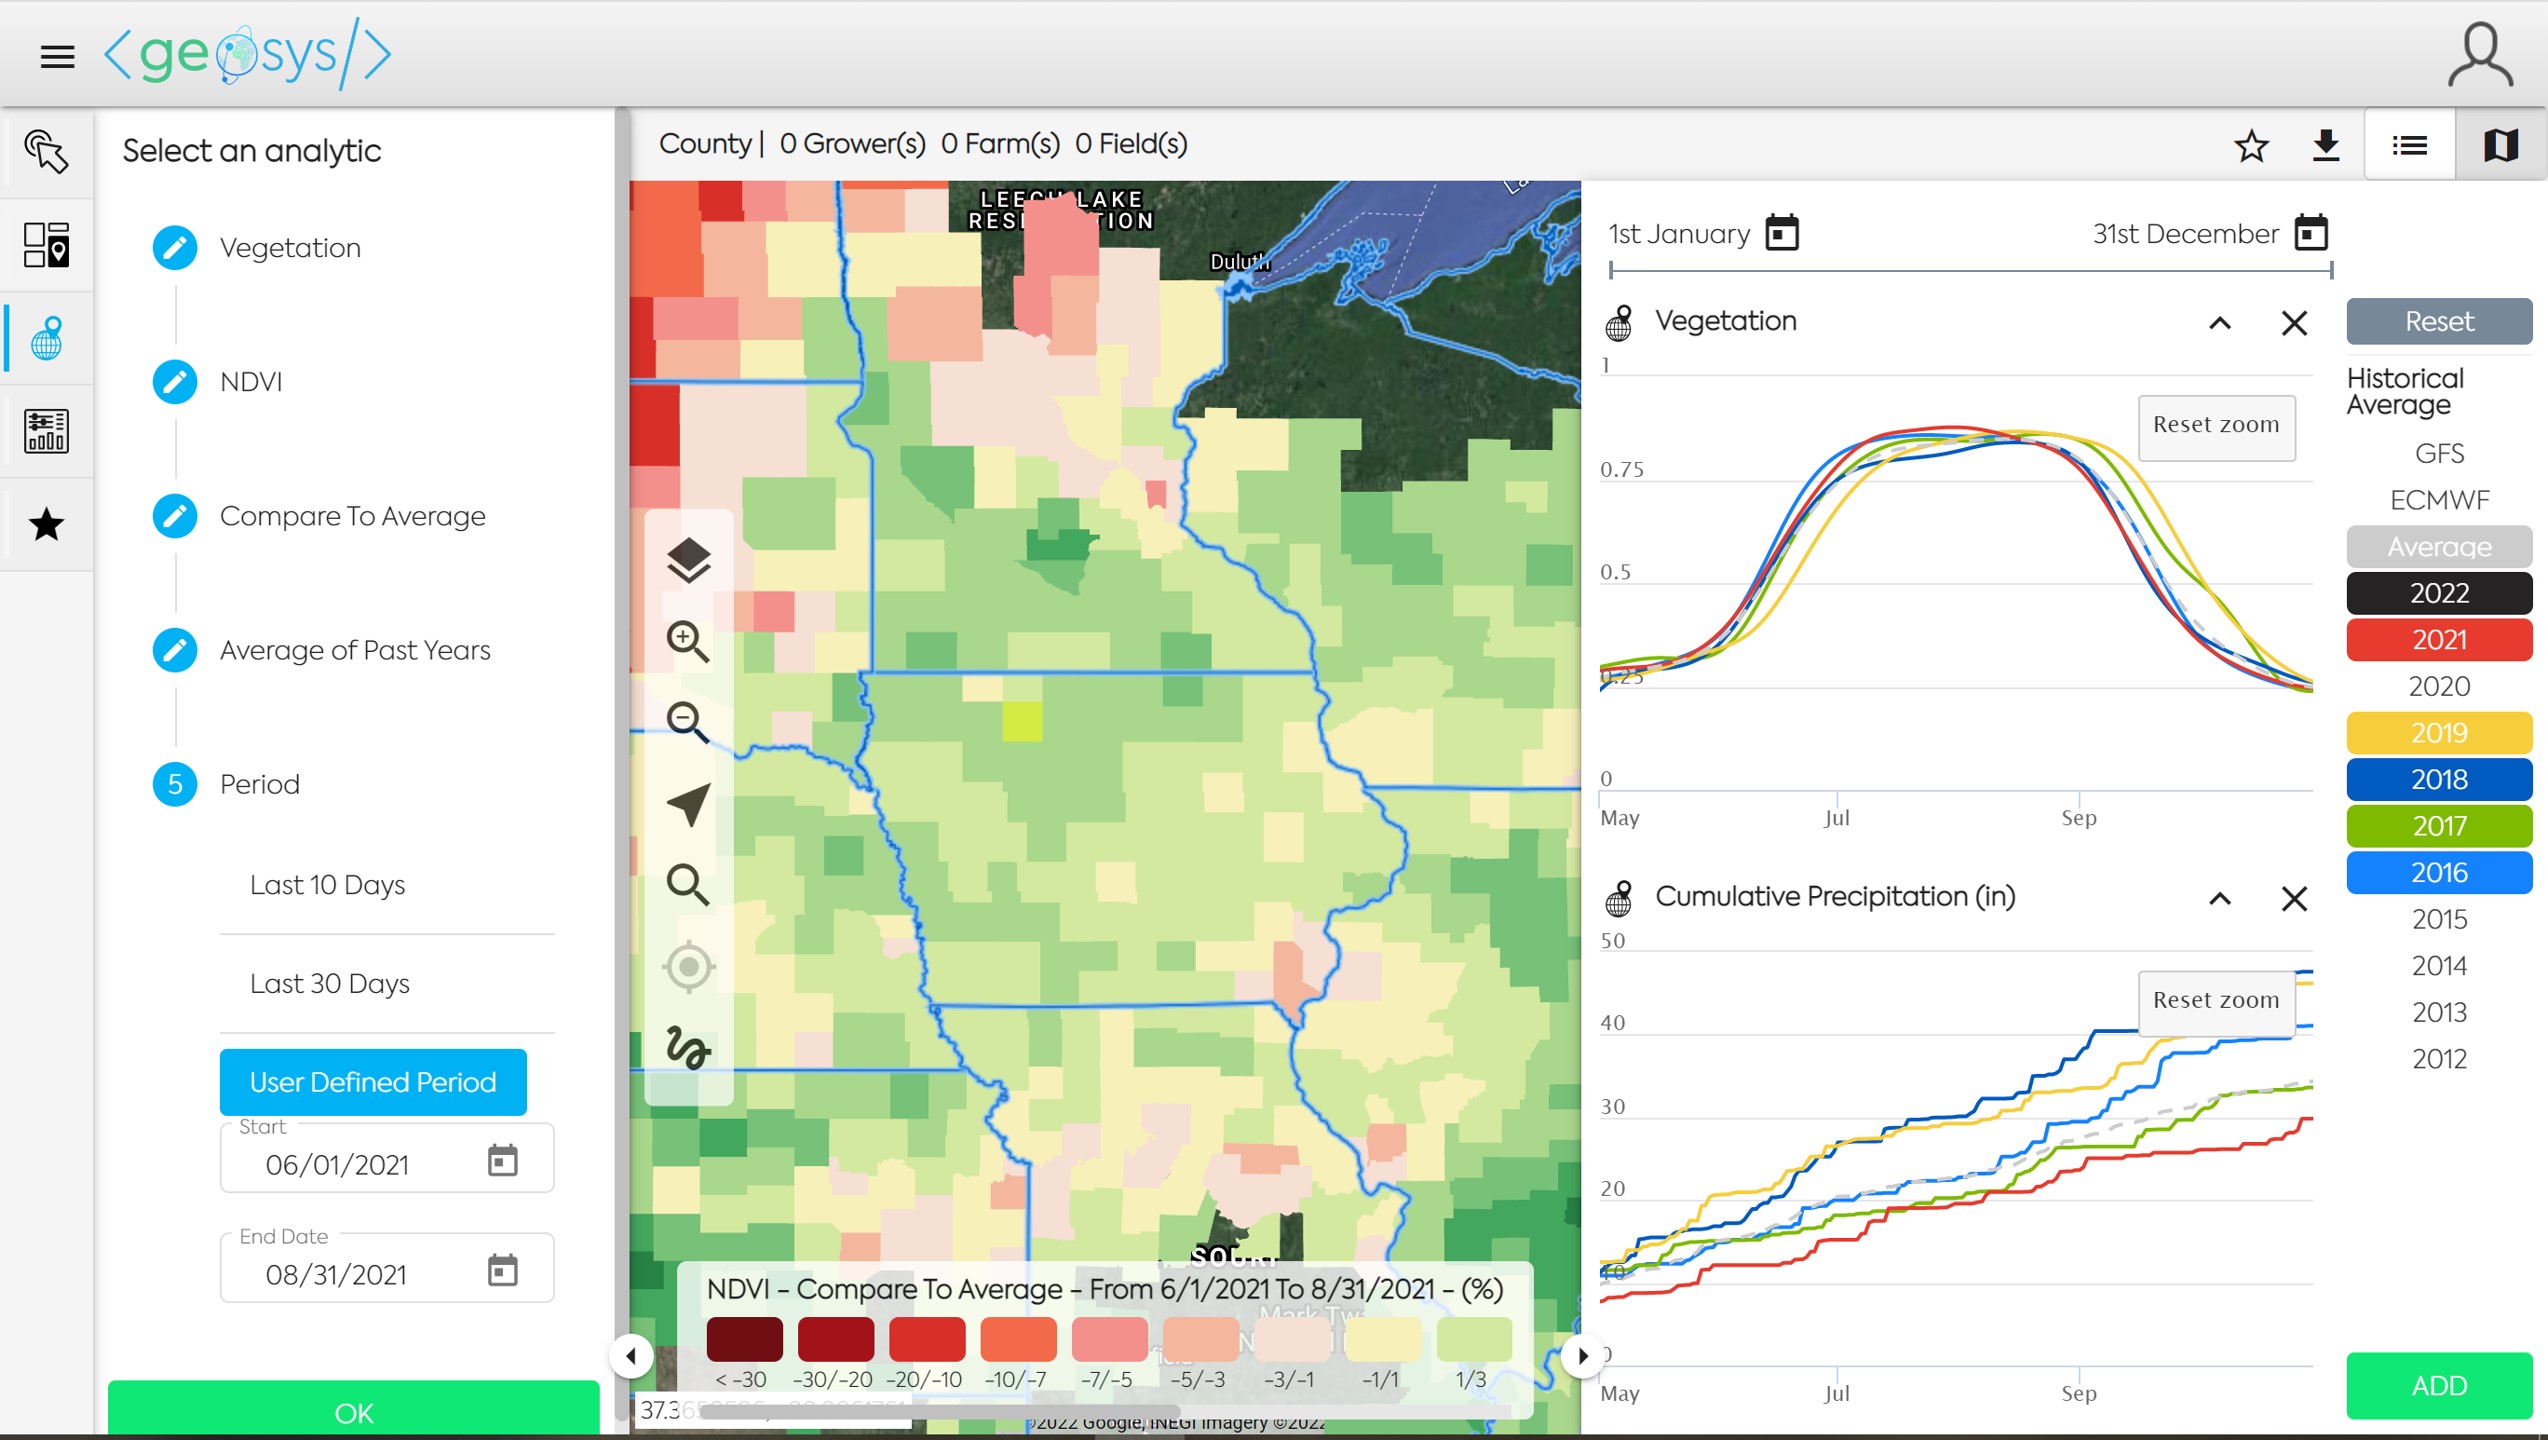 <geosys/>
Select an analytic
Vegetation
NDVI
Compare To Average
Average of Past Years
5 Period
Last 10 Days
Last 30 Days
User Defined Period
Start
06/01/2021
End Date
08/31/2021
OK
County | 0 Grower(s) 0 Farm(s) 0 Field(s)
LEECH LAKE
Duluth
NDVI - Compare To Average - From 6/1/2021 To 8/31/2021 - (%)
< -30 -30/-20 -20/-10 -10/-7 -7/-5 -5/-3 -3/-1 -1/1 1/3
©2022 Google, INEGI Imagery ©2022
1st January
31st December
Vegetation
1
Reset zoom
0.75
0.5
0.25
0
May Jul Sep
Cumulative Precipitation (in)
50
Reset zoom
40
30
20
10
0
May Jul Sep
Reset
Historical
Average
GFS
ECMWF
Average
2022
2021
2020
2019
2018
2017
2016
2015
2014
2013
2012
ADD